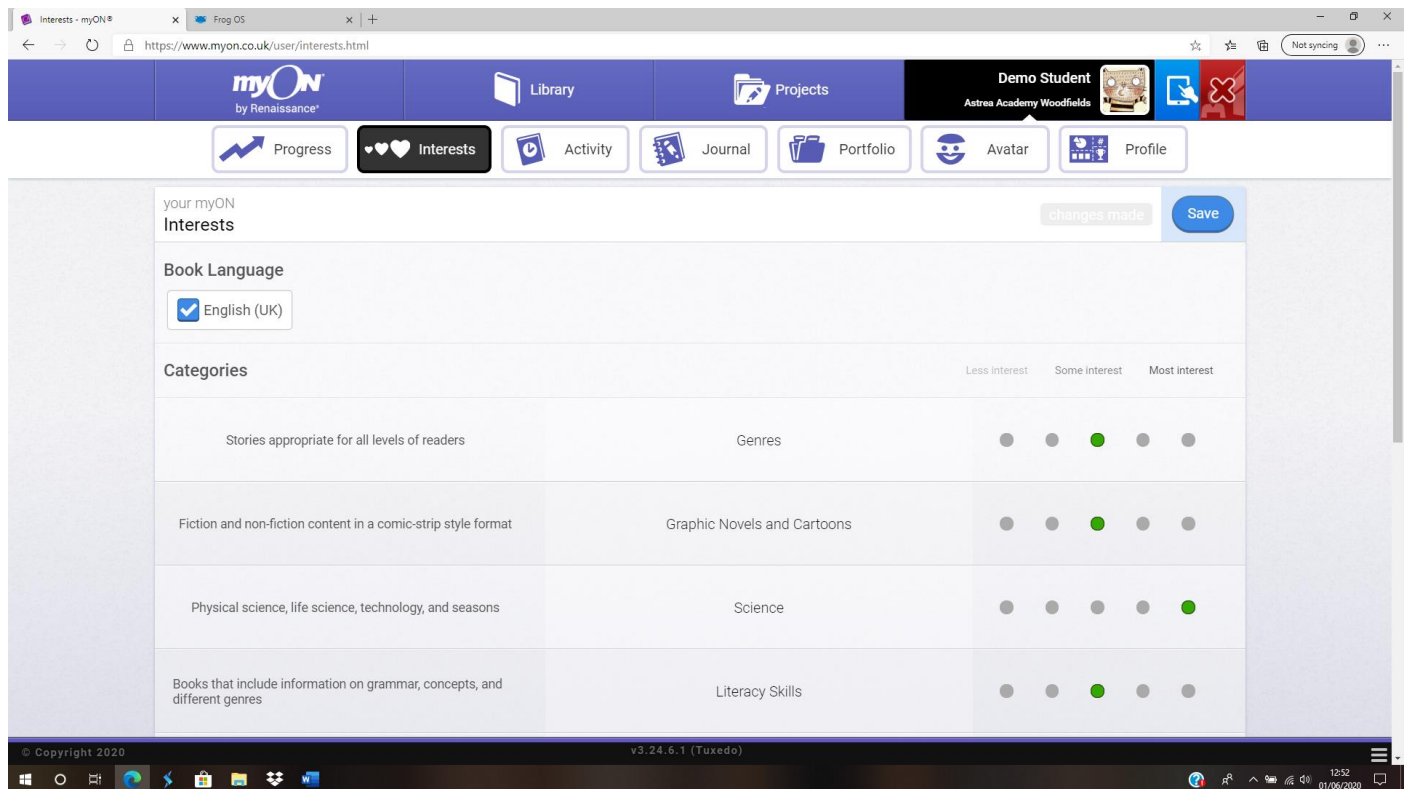 Interests - myON®
Frog OS
https://www.myon.co.uk/user/interests.html
Not syncing
myON®
by Renaissance®
Library
Projects
Demo Student
Astrea Academy Woodfields
Progress
Interests
Activity
Journal
Portfolio
Avatar
Profile
your myON
Interests
changes made
Save
Book Language
English (UK)
Categories
Less interest Some interest Most interest
Stories appropriate for all levels of readers
Genres
Fiction and non-fiction content in a comic-strip style format
Graphic Novels and Cartoons
Physical science, life science, technology, and seasons
Science
Books that include information on grammar, concepts, and
different genres
Literacy Skills
© Copyright 2020
v3.24.6.1 (Tuxedo)
12:52
01/06/2020